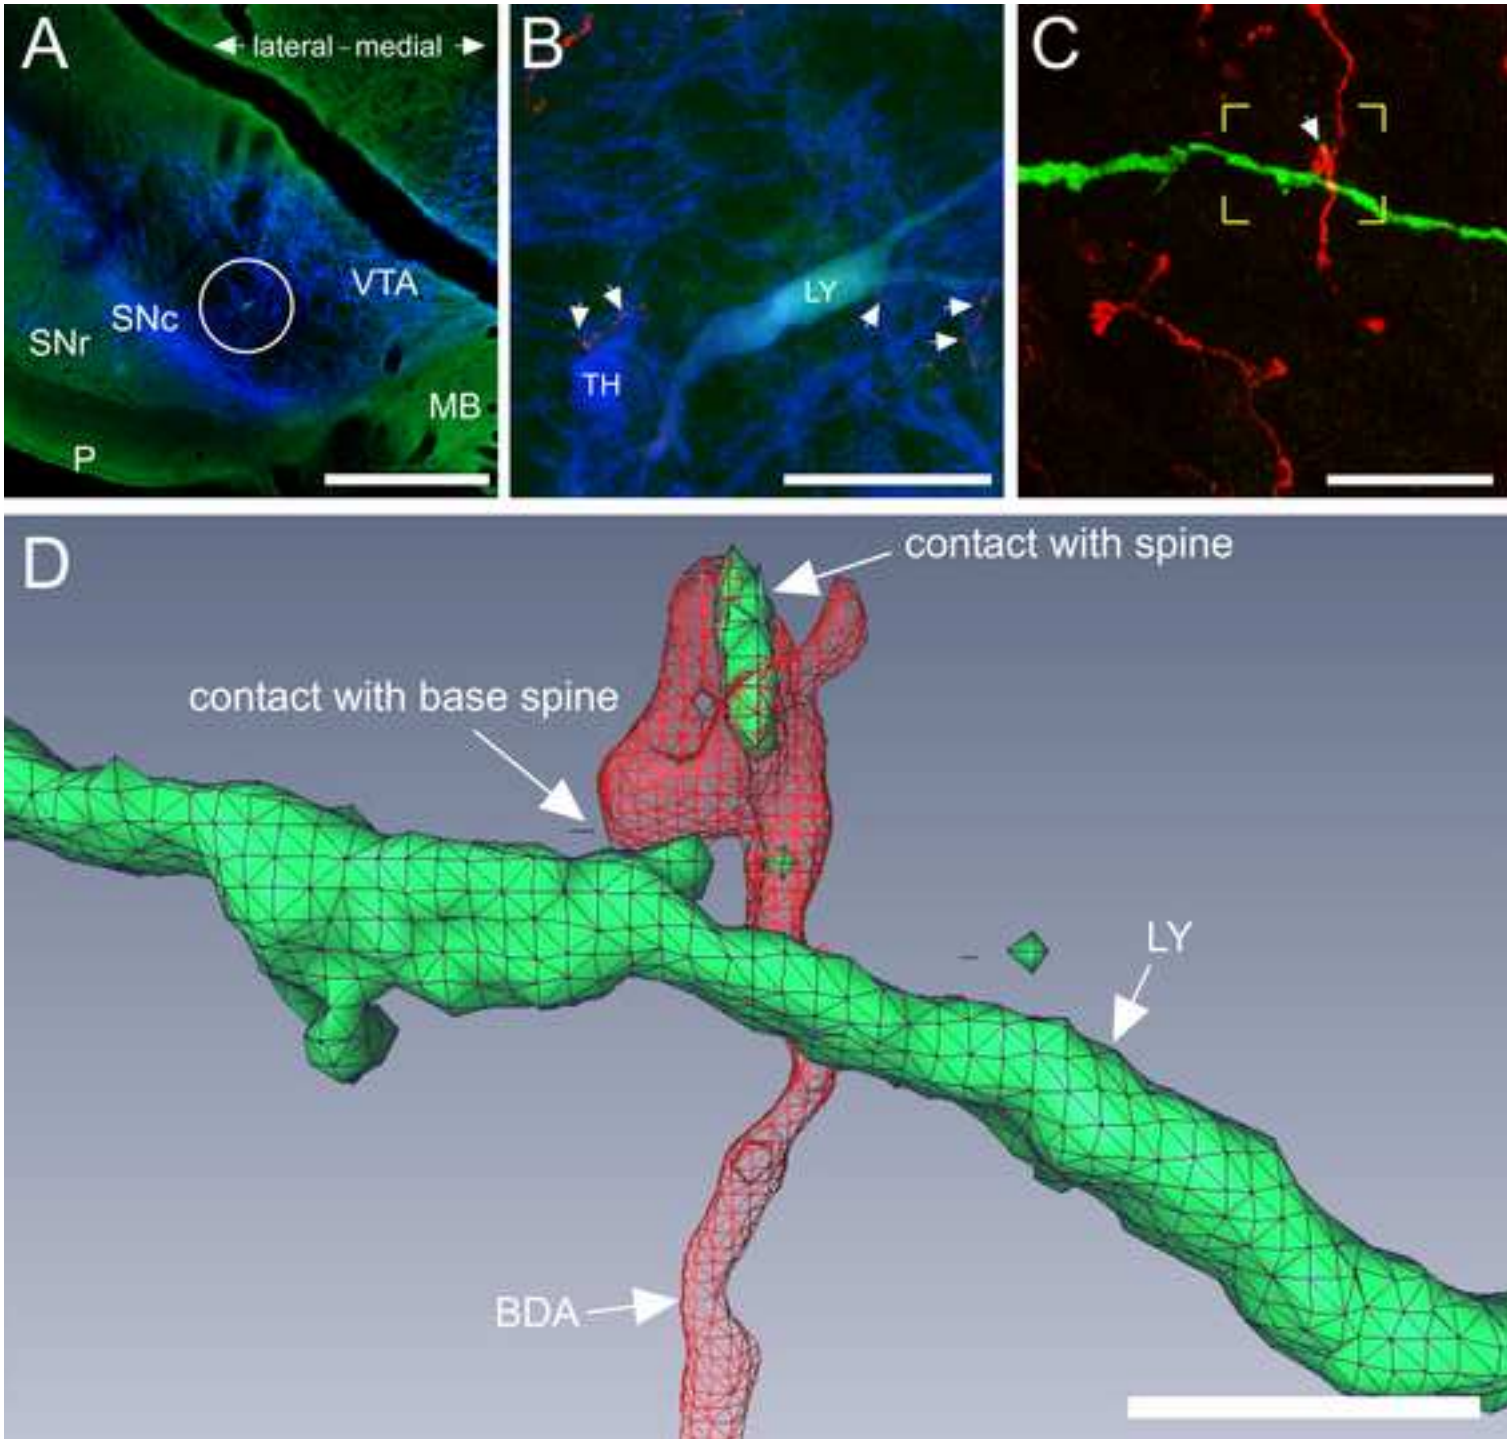 A
lateral - medial
VTA
SNc
SNr
MB
P
B
LY
TH
C
D
contact with spine
contact with base spine
LY
BDA